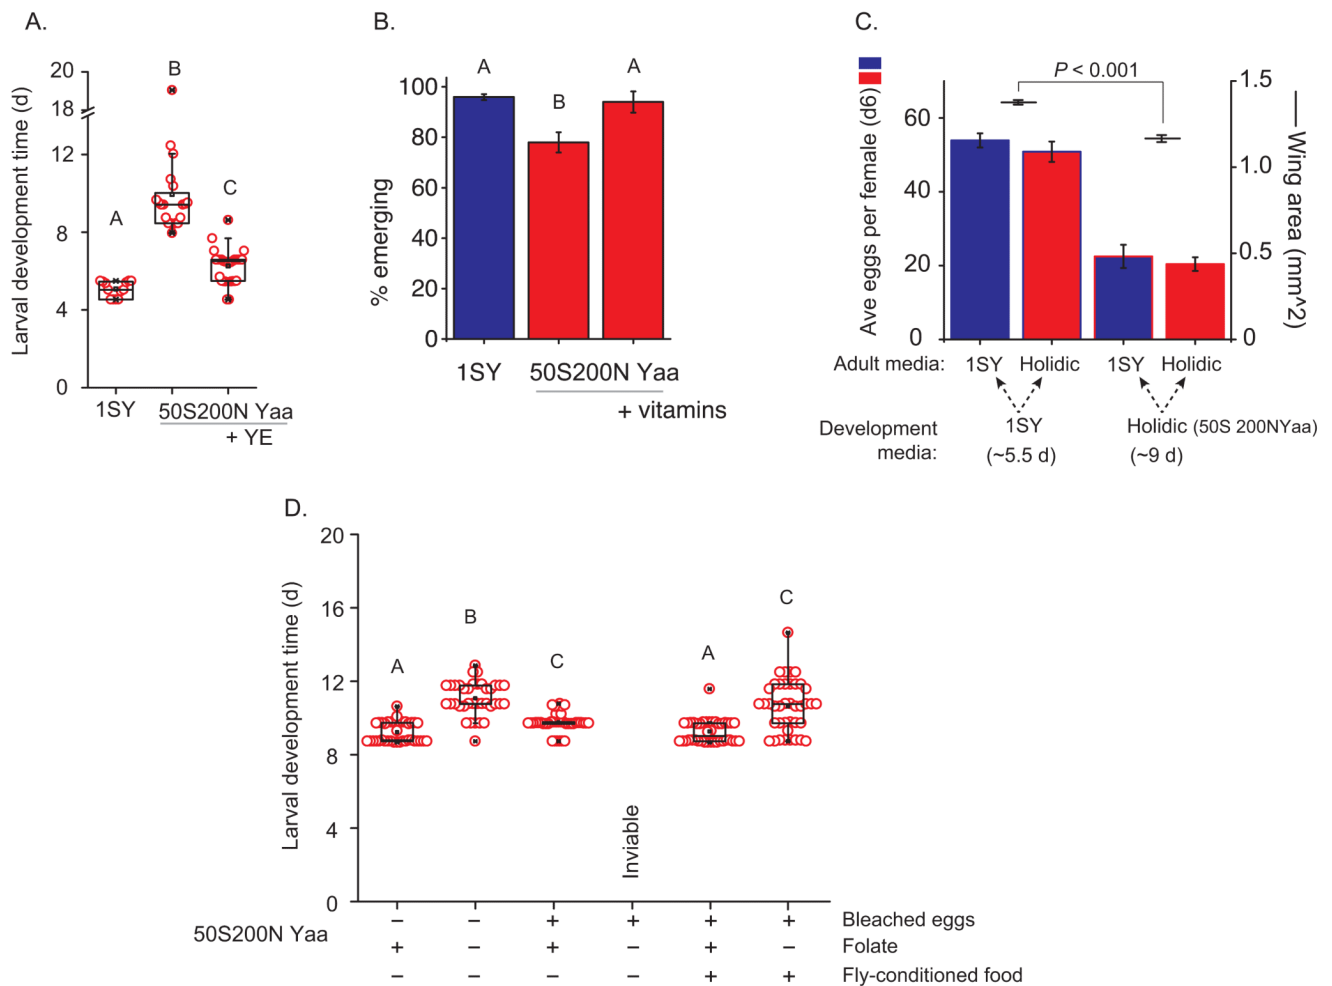 A.
Larval development time (d)
20
18
12
8
4
0
A
B
C
1SY
50S200N Yaa
+ YE
B.
% emerging
100
80
60
40
20
0
A
B
A
1SY
50S200N Yaa
+ vitamins
C.
Ave eggs per female (d6)
60
40
20
0
P < 0.001
1.5
1.0
0.5
0
Wing area (mm^2)
Adult media: 1SY Holidic 1SY Holidic
Development media:
1SY
(~5.5 d)
Holidic (50S 200NYaa)
(~9 d)
D.
Larval development time (d)
20
16
12
8
4
0
A
B
C
Inviable
A
C
50S200N Yaa
– – + + + + Bleached eggs
+ – + – + – Folate
– – – – + + Fly-conditioned food